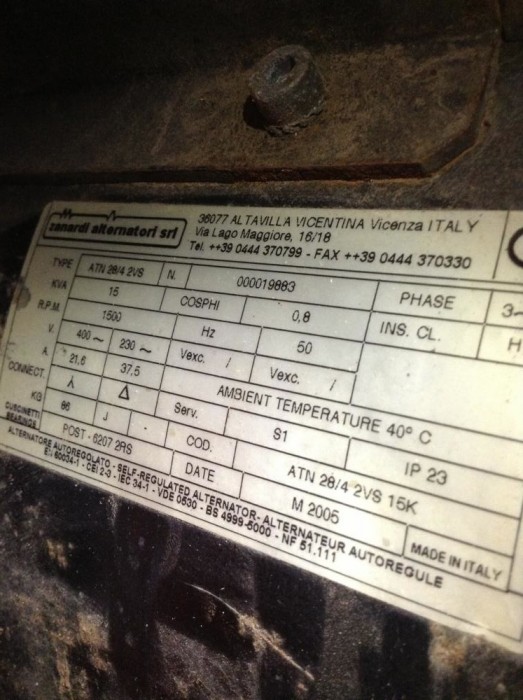 zanardi alternatori srl
36077 ALTAVILLA VICENTINA Vicenza ITALY
Via Lago Maggiore, 16/18
Tel. ++39 0444 370799 - FAX ++39 0444 370330
TYPE ATN 28/4 2VS N. 000019883 PHASE 3~
KVA 15 COSPHI 0,8 INS. CL. H
R.P.M. 1500 Hz 50
V. 400 ~ 230 ~ Vexc. / Vexc. /
A. 21,6 37,5 AMBIENT TEMPERATURE 40º C
CONNECT. λ Δ Serv. S1 IP 23
KG 86 J COD. ATN 28/4 2VS 15K
CUSCINETTI
BEARINGS POST - 6207 2RS DATE M 2005 MADE IN ITALY
ALTERNATORE AUTOREGOLATO - SELF-REGULATED ALTERNATOR - ALTERNATEUR AUTOREGULE
EN 60034-1 - CEI 2-3 - IEC 34-1 - VDE 0530 - BS 4999-5000 - NF 51.111